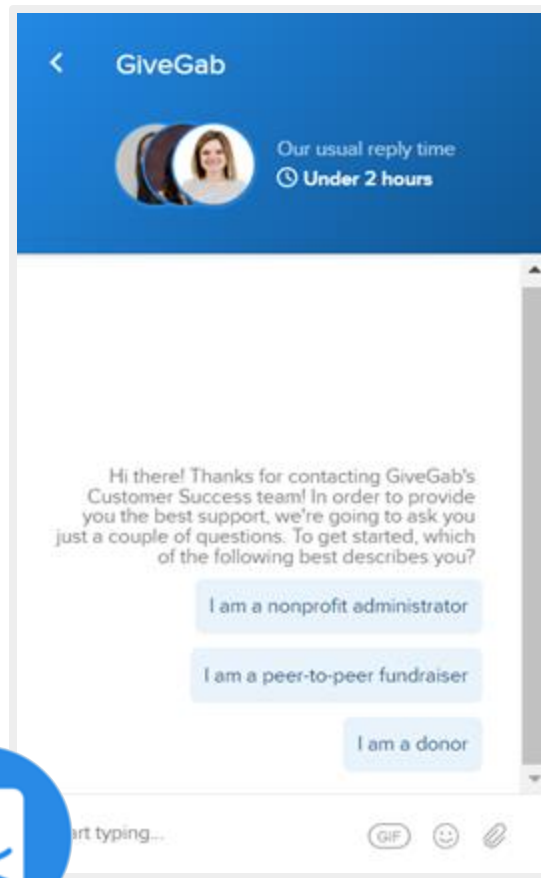 GiveGab
Our usual reply time
Under 2 hours
Hi there! Thanks for contacting GiveGab's
Customer Success team! In order to provide
you the best support, we're going to ask you
just a couple of questions. To get started, which
of the following best describes you?
I am a nonprofit administrator
I am a peer-to-peer fundraiser
I am a donor
art typing...
GIF